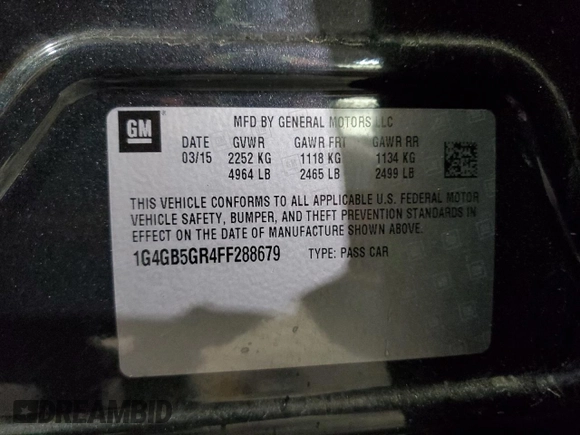 GM
MFD BY GENERAL MOTORS LLC
DATE GVWR GAWR FRT GAWR RR
03/15 2252 KG 1118 KG 1134 KG
4964 LB 2465 LB 2499 LB
THIS VEHICLE CONFORMS TO ALL APPLICABLE U.S. FEDERAL MOTOR
VEHICLE SAFETY, BUMPER, AND THEFT PREVENTION STANDARDS IN
EFFECT ON THE DATE OF MANUFACTURE SHOWN ABOVE.
1G4GB5GR4FF288679 TYPE: PASS CAR
DREAMBID